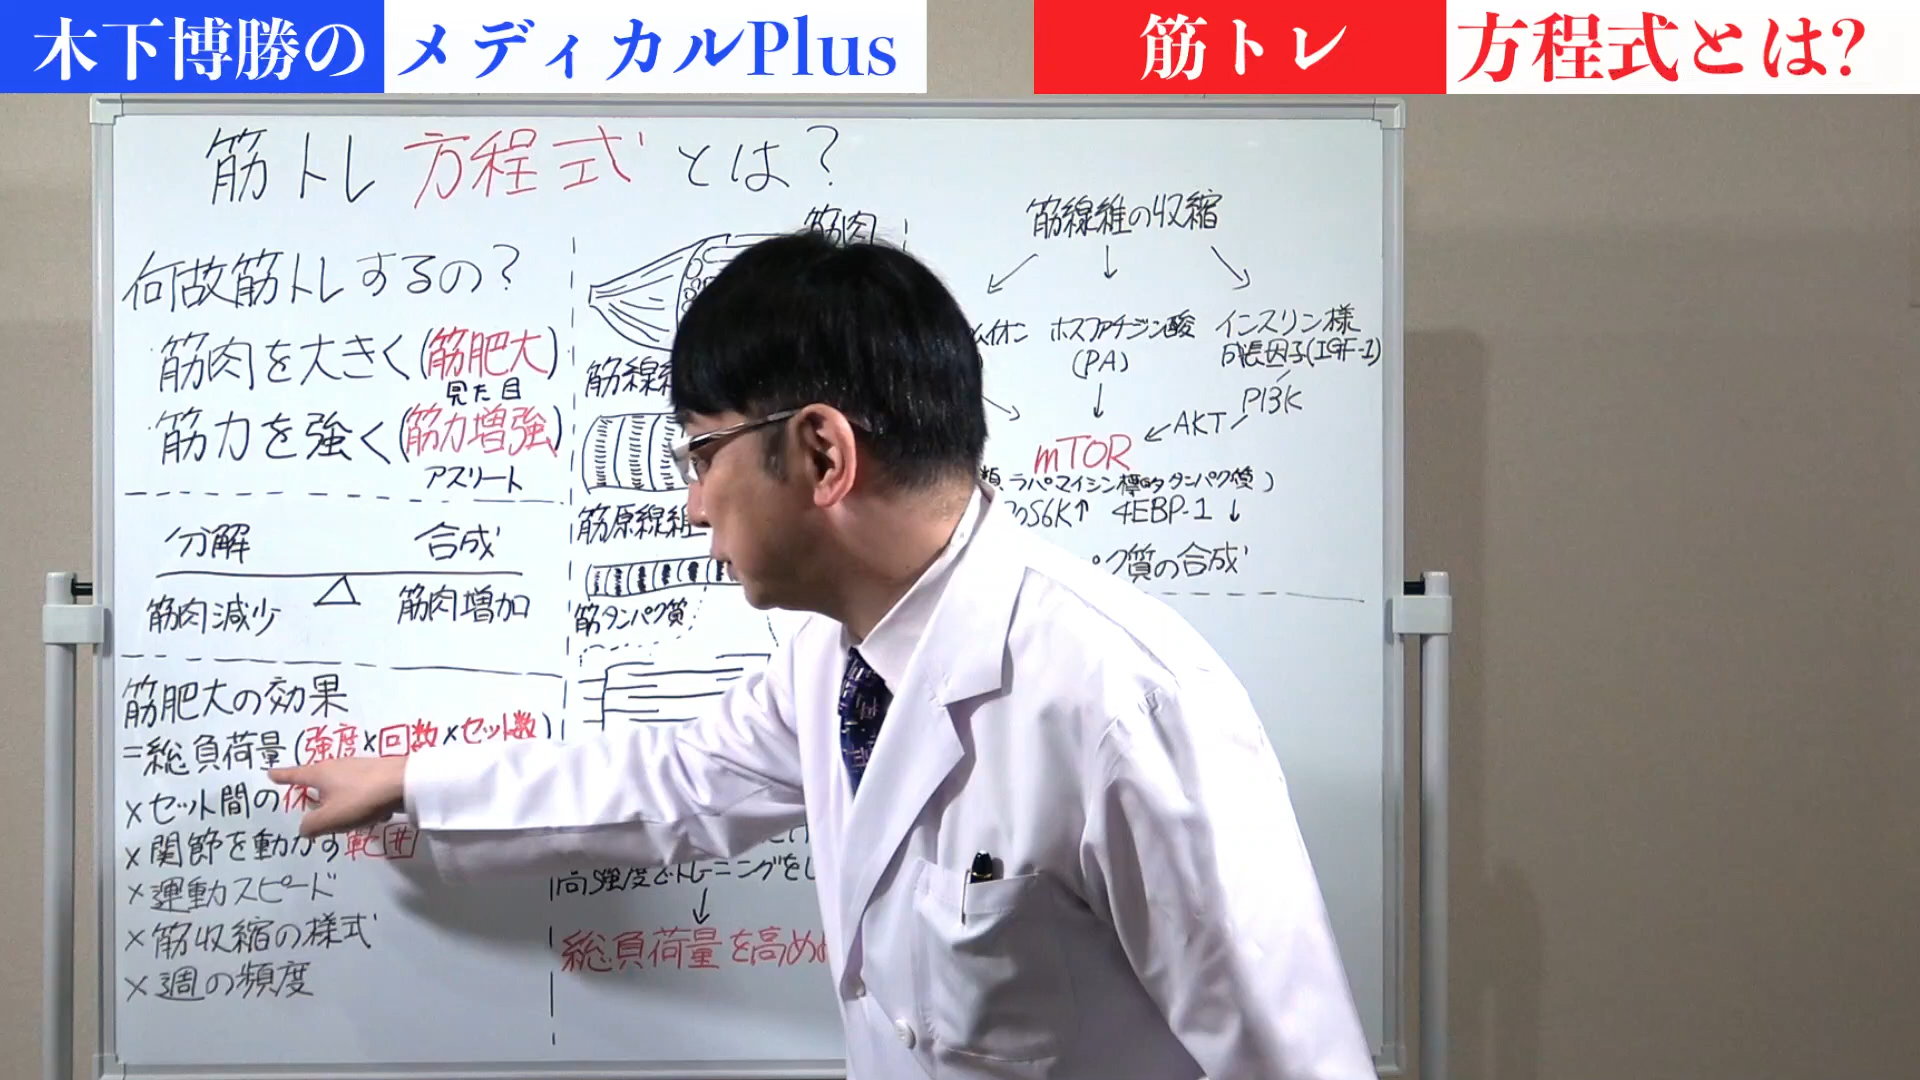 木下博勝のメディカルPlus
筋トレ方程式とは?
筋トレ方程式とは?
何故筋トレするの?
筋肉を大きく(筋肥大)
見た目
筋力を強く(筋力増強)
アスリート
分解 合成
筋肉減少 筋肉増加
筋肥大の効果
=総負荷量(強度×回数×セット数)
×セット間の休
×関節を動かす範囲
×運動スピード
×筋収縮の様式
×週の頻度
筋肉
筋線
筋原線維
筋タンパク質
高強度でトレーニングをし
↓
総負荷量を高め
筋線維の収縮
イオン ホスファチジン酸 インスリン様
(PA) 成長因子(IGF-1)
PI3K
AKT
mTOR
ラパマイシン標的タンパク質)
S6K↑ 4EBP-1↓
ク質の合成